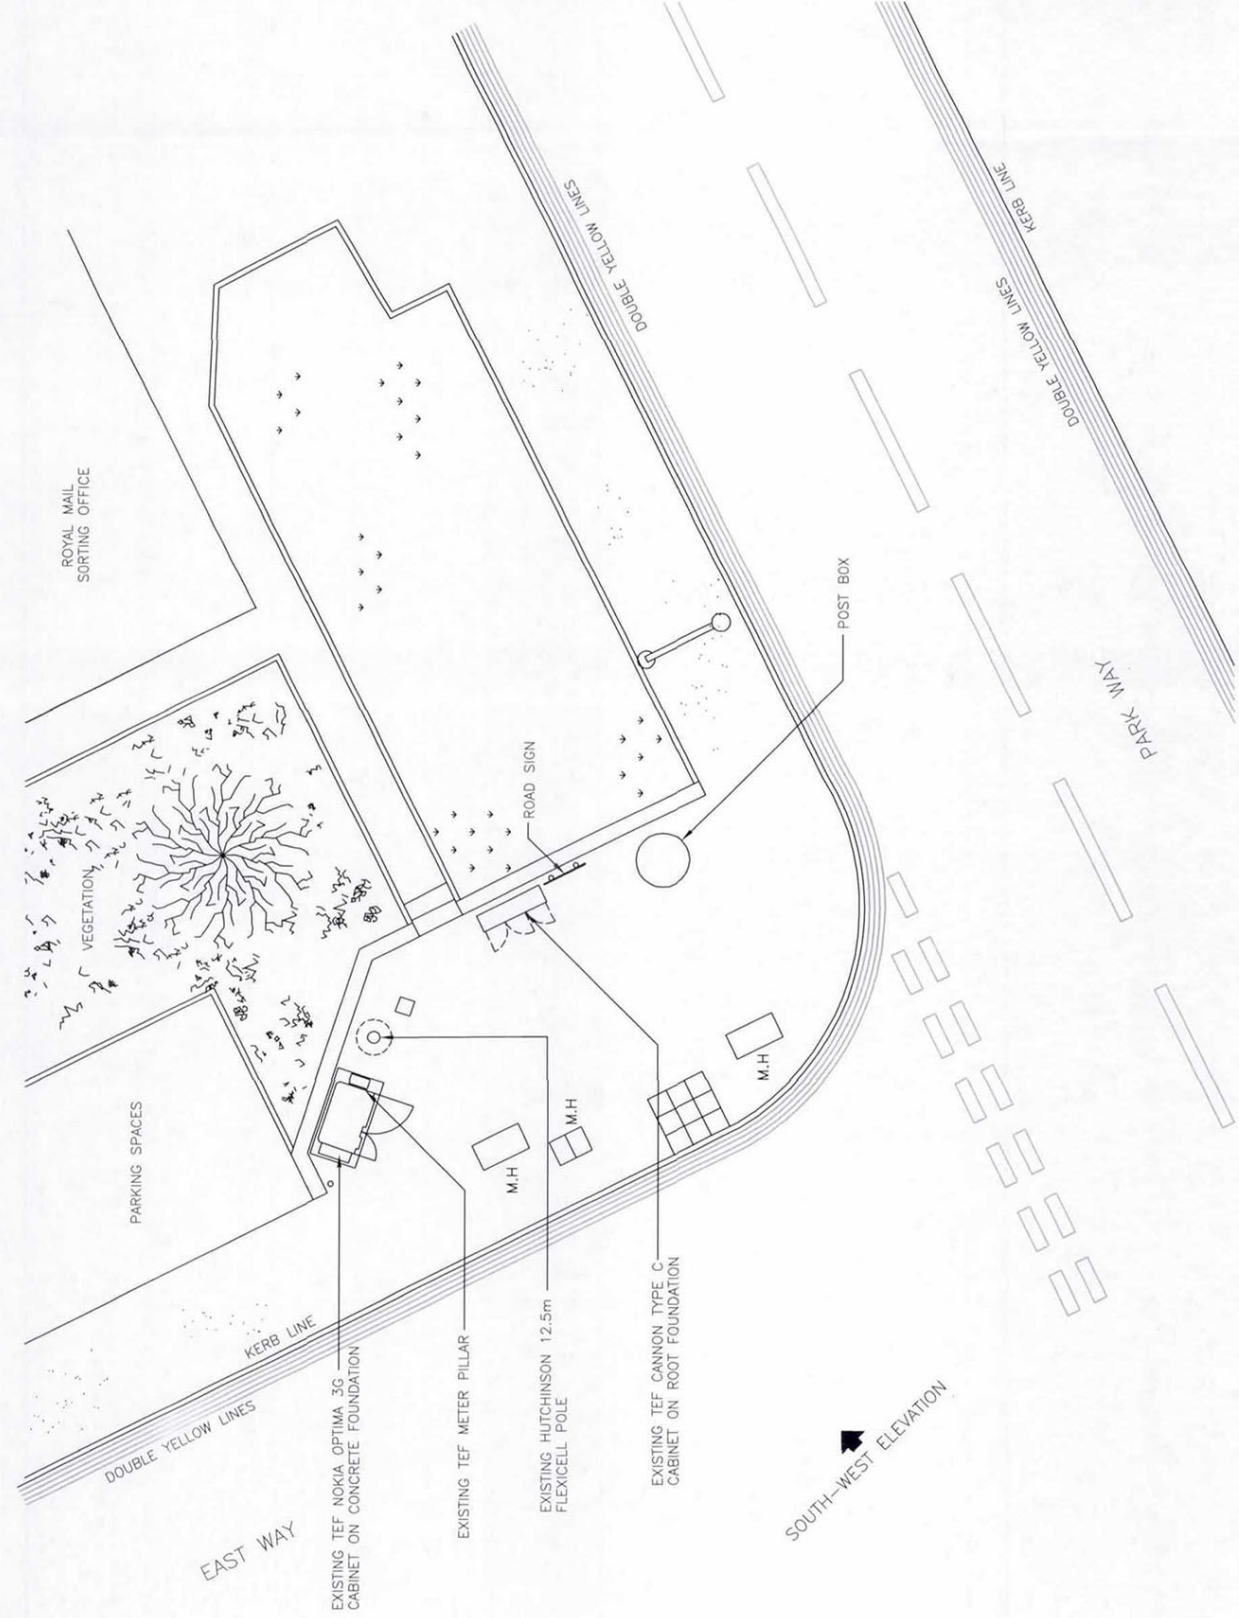 ROYAL MAIL
SORTING OFFICE
DOUBLE YELLOW LINES
KERB LINE
DOUBLE YELLOW LINES
VEGETATION
ROAD SIGN
POST BOX
PARK WAY
PARKING SPACES
M.H
M.H
M.H
KERB LINE
DOUBLE YELLOW LINES
EAST WAY
EXISTING TEF NOKIA OPTIMA 3G
CABINET ON CONCRETE FOUNDATION
EXISTING TEF METER PILLAR
EXISTING HUTCHINSON 12.5m
FLEXICELL POLE
EXISTING TEF CANNON TYPE C
CABINET ON ROOT FOUNDATION
SOUTH-WEST ELEVATION